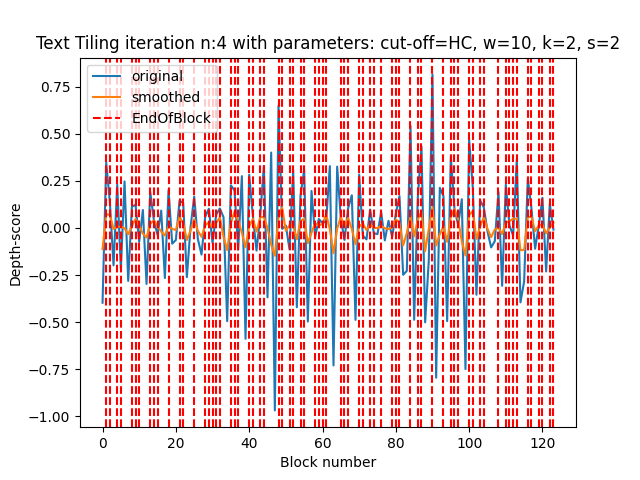 Text Tiling iteration n:4 with parameters: cut-off=HC, w=10, k=2, s=2
original
smoothed
EndOfBlock
0.75
0.50
0.25
0.00
−0.25
−0.50
−0.75
−1.00
Depth-score
0 20 40 60 80 100 120
Block number